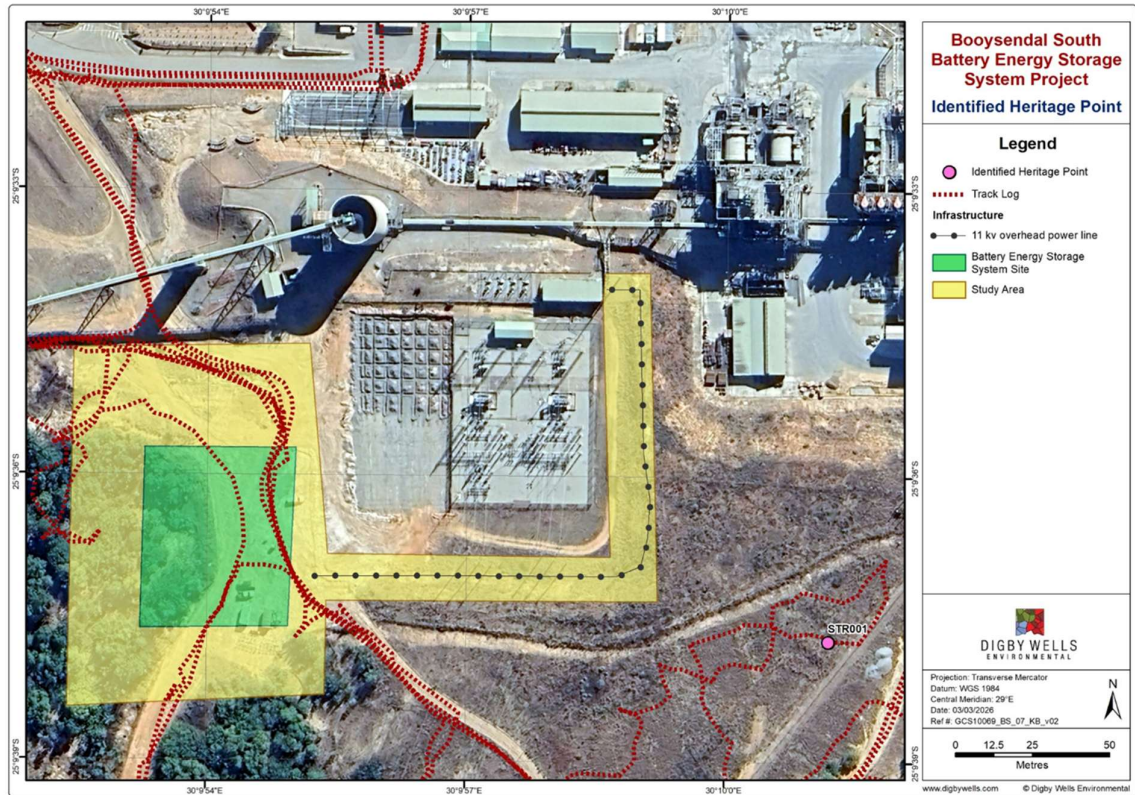 30°9'54"E
30°9'57"E
30°10'0"E
25°9'33"S
25°9'33"S
25°9'36"S
25°9'36"S
25°9'39"S
25°9'39"S
STR001
30°9'54"E
30°9'57"E
30°10'0"E
Booysendal South
Battery Energy Storage
System Project
Identified Heritage Point
Legend
Identified Heritage Point
Track Log
Infrastructure
11 kv overhead power line
Battery Energy Storage
System Site
Study Area
DIGBY WELLS
ENVIRONMENTAL
Projection: Transverse Mercator
Datum: WGS 1984
Central Meridian: 29°E
Date: 03/03/2026
Ref #: GCS10069_BS_07_KB_v02
N
0 12.5 25 50
Metres
www.digbywells.com © Digby Wells Environmental